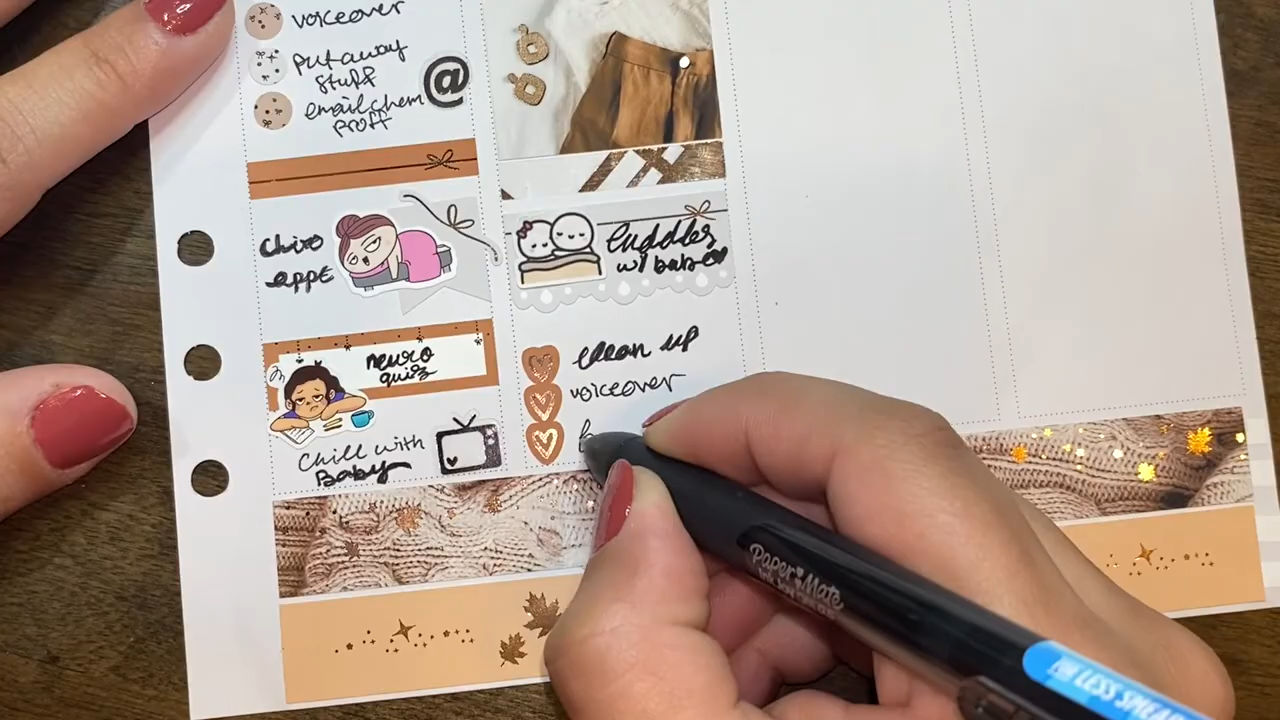 voiceover
put away
stuff
email chem
proff
@
chiro
appt
neuro
quiz
Chill with
Baby
Cuddles
w/ babe
clean up
voiceover
Paper Mate
InkJoy